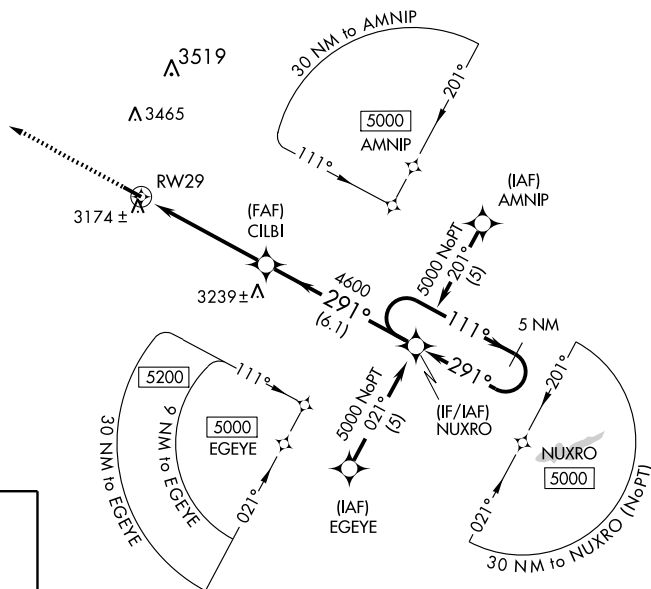 3519
3465
RW29
3174 ±
30 NM to AMNIP
201°
5000
AMNIP
111°
(FAF)
CILBI
(IAF)
AMNIP
3239±
5000 NoPT
201°
(5)
4600
291°
(6.1)
111°
5 NM
291°
(IF/IAF)
NUXRO
5000 NoPT
021°
(5)
(IAF)
EGEYE
111°
5200
5000
EGEYE
9 NM to EGEYE
30 NM to EGEYE
021°
201°
NUXRO
5000
021°
30 NM to NUXRO (NoPT)